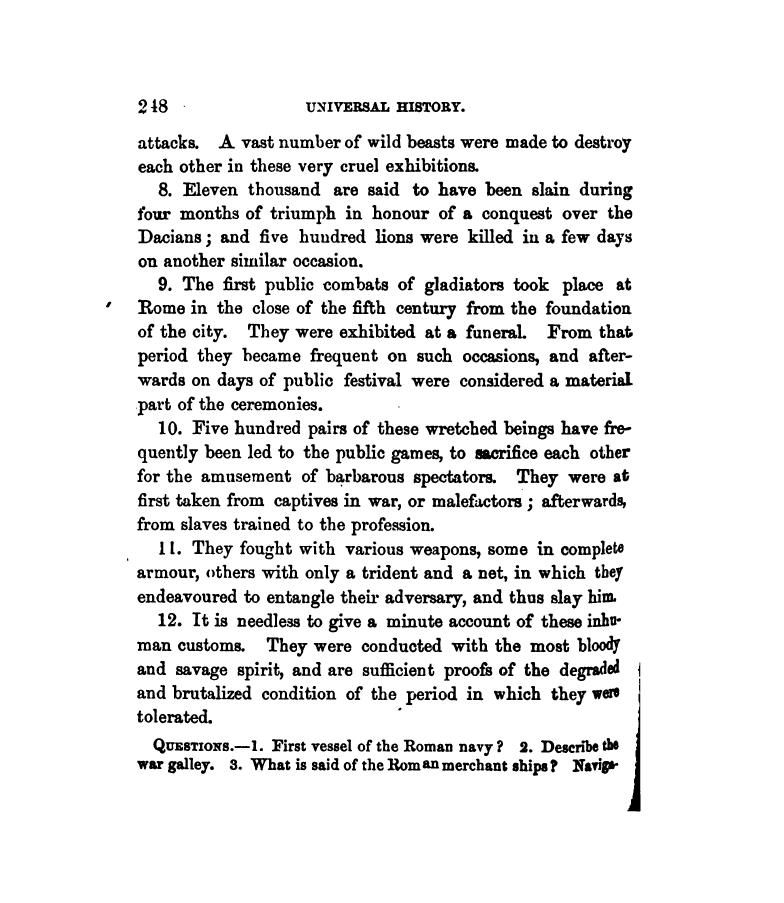 248 UNIVERSAL HISTORY.
attacks. A vast number of wild beasts were made to destroy
each other in these very cruel exhibitions.
8. Eleven thousand are said to have been slain during
four months of triumph in honour of a conquest over the
Dacians; and five hundred lions were killed in a few days
on another similar occasion.
9. The first public combats of gladiators took place at
Rome in the close of the fifth century from the foundation
of the city. They were exhibited at a funeral. From that
period they became frequent on such occasions, and after-
wards on days of public festival were considered a material
part of the ceremonies.
10. Five hundred pairs of these wretched beings have fre-
quently been led to the public games, to sacrifice each other
for the amusement of barbarous spectators. They were at
first taken from captives in war, or malefactors; afterwards,
from slaves trained to the profession.
11. They fought with various weapons, some in complete
armour, others with only a trident and a net, in which they
endeavoured to entangle their adversary, and thus slay him.
12. It is needless to give a minute account of these inhu-
man customs. They were conducted with the most bloody
and savage spirit, and are sufficient proofs of the degraded
and brutalized condition of the period in which they were
tolerated.
QUESTIONS.—1. First vessel of the Roman navy? 2. Describe the
war galley. 3. What is said of the Roman merchant ships? Naviga-